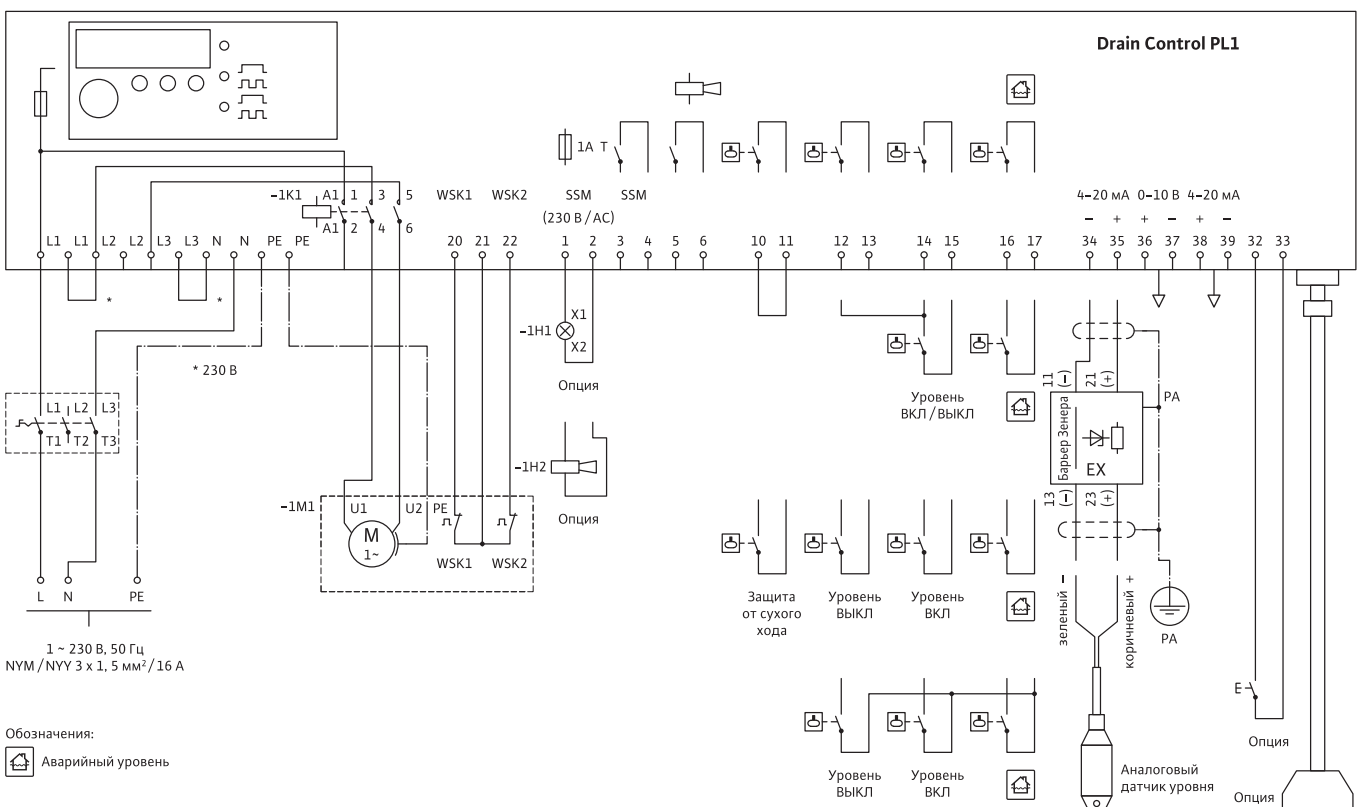 Drain Control PL1
1A T
-1K1 A1 1 3 5 WSK1 WSK2 SSM SSM 4–20 мА 0–10 В 4–20 мА
(230 В / AC) – + + – + –
A1 2 4 6
L1 L1 L2 L2 L3 L3 N N PE PE 20 21 22 1 2 3 4 5 6 10 11 12 13 14 15 16 17 34 35 36 37 38 39 32 33
* *
X1
-1H1
X2
* 230 В
Опция
Уровень
ВКЛ / ВЫКЛ
11 (–) 21 (+)
PA
Барьер Зенера
EX
13 (–) 23 (+)
L1 L2 L3
T1 T2 T3
-1H2
Опция
-1M1 U1 U2 PE
M
1~
WSK1 WSK2
L N PE
1 ~ 230 В, 50 Гц
NYM / NYY 3 x 1, 5 мм² / 16 А
Защита
от сухого
хода
Уровень
ВЫКЛ
Уровень
ВКЛ
зеленый –
коричневый +
PA
E
Опция
Обозначения:
Аварийный уровень
Уровень
ВЫКЛ
Уровень
ВКЛ
Аналоговый
датчик уровня
Опция